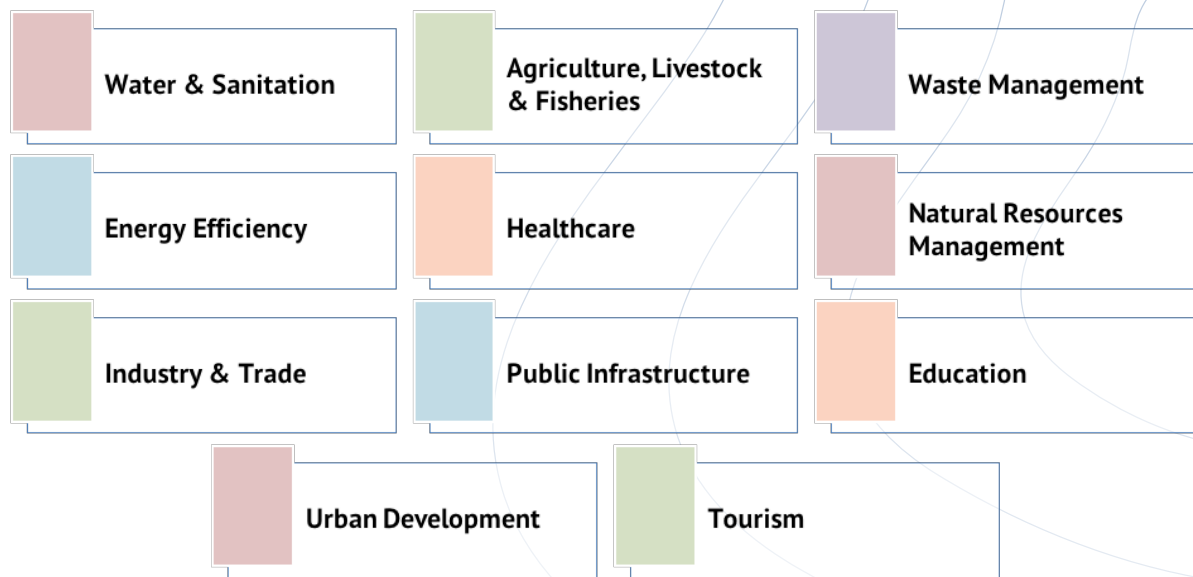 Water & Sanitation
Agriculture, Livestock
& Fisheries
Waste Management
Energy Efficiency
Healthcare
Natural Resources
Management
Industry & Trade
Public Infrastructure
Education
Urban Development
Tourism